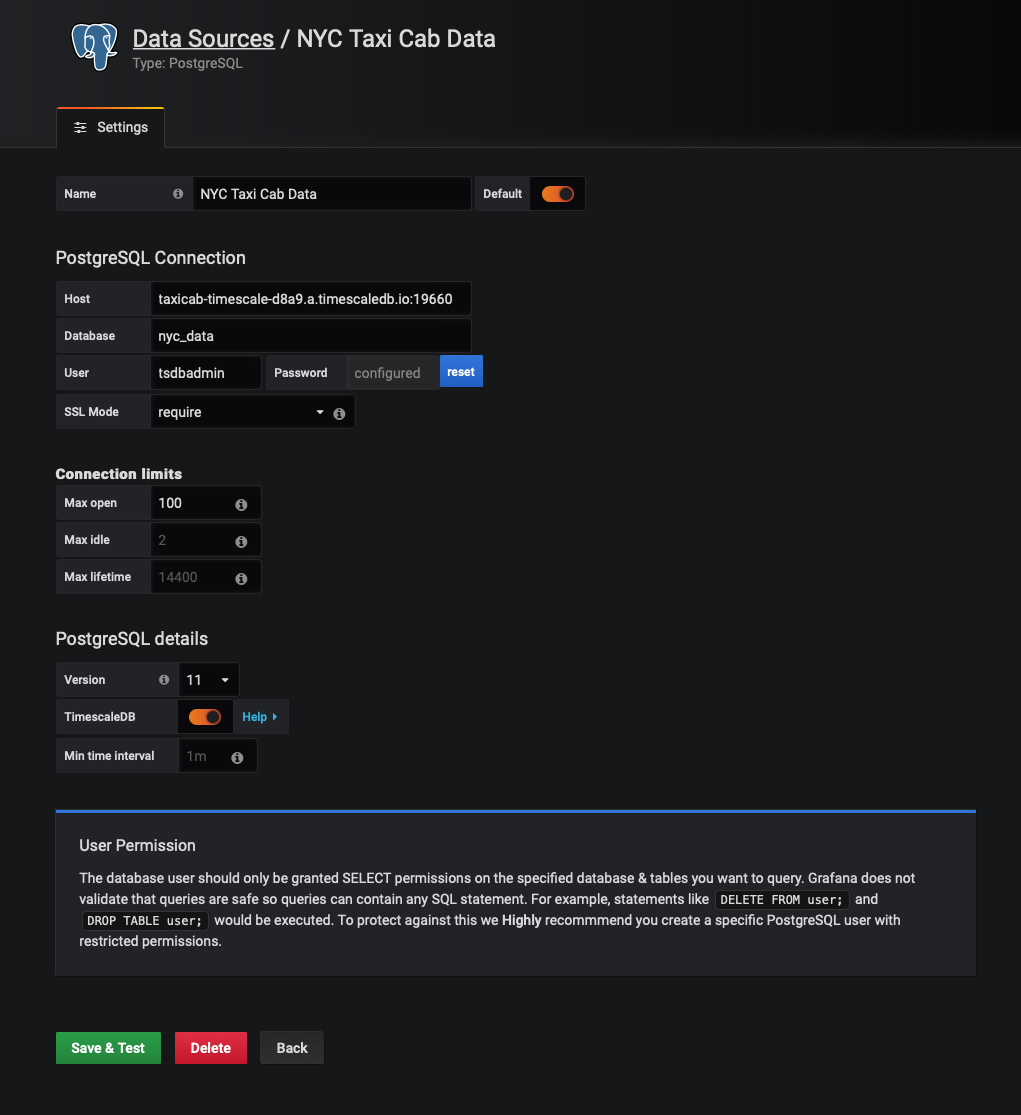 Data Sources / NYC Taxi Cab Data
Type: PostgreSQL
Settings
Name NYC Taxi Cab Data Default
PostgreSQL Connection
Host taxicab-timescale-d8a9.a.timescaledb.io:19660
Database nyc_data
User tsdbadmin Password configured reset
SSL Mode require
Connection limits
Max open 100
Max idle 2
Max lifetime 14400
PostgreSQL details
Version 11
TimescaleDB Help
Min time interval 1m
User Permission
The database user should only be granted SELECT permissions on the specified database & tables you want to query. Grafana does not
validate that queries are safe so queries can contain any SQL statement. For example, statements like DELETE FROM user; and
DROP TABLE user; would be executed. To protect against this we Highly recommmend you create a specific PostgreSQL user with
restricted permissions.
Save & Test Delete Back